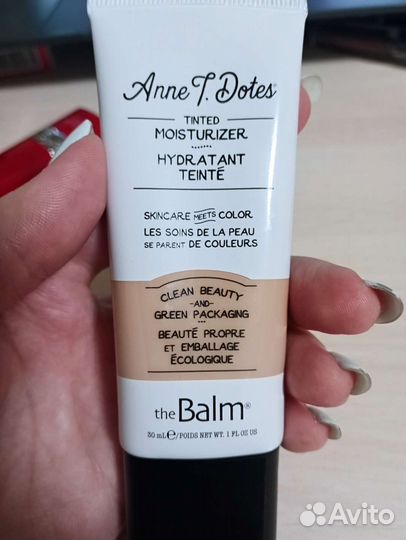 Anne T. Dotes®
TINTED
MOISTURIZER
HYDRATANT
TEINTÉ
SKINCARE MEETS COLOR
LES SOINS DE LA PEAU
SE PARENT DE COULEURS
CLEAN BEAUTY
-AND-
GREEN PACKAGING
BEAUTÉ PROPRE
ET EMBALLAGE
ÉCOLOGIQUE
theBalm®
30 mL℮/POIDS NET WT. 1 FL OZ US
Avito